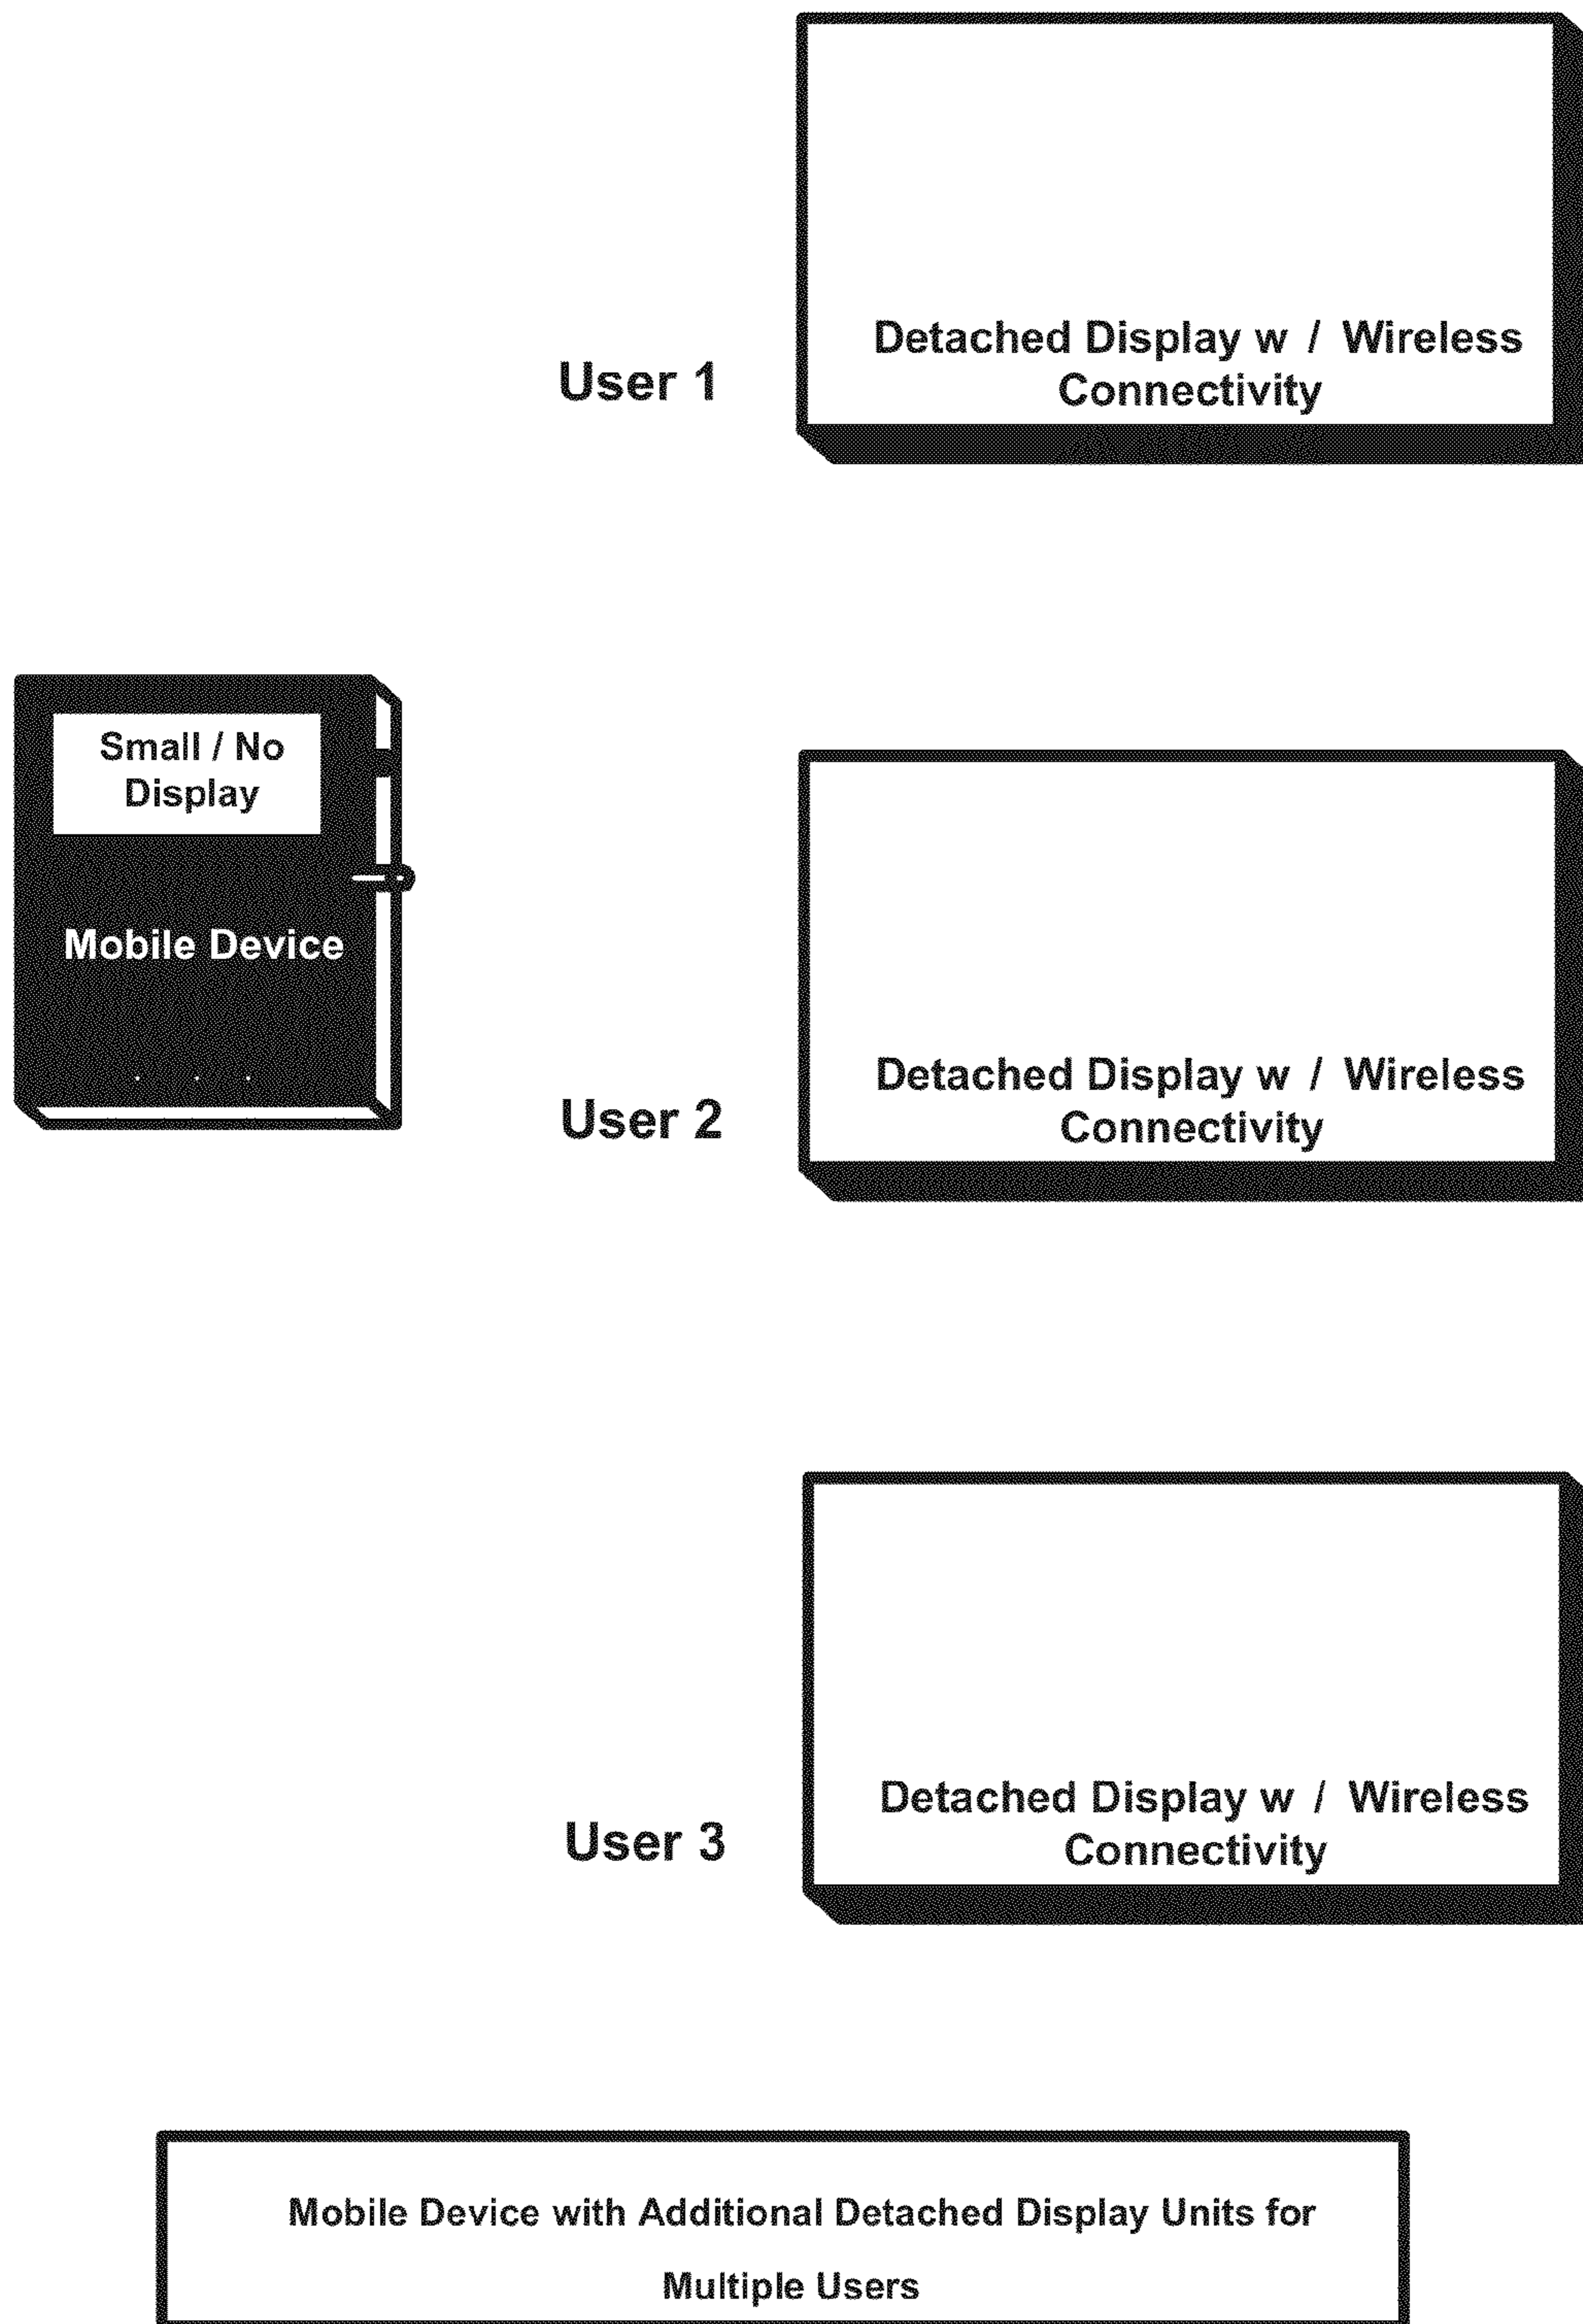 Detached Display w / Wireless
Connectivity
User 1
Small / No
Display
Mobile Device
Detached Display w / Wireless
Connectivity
User 2
Detached Display w / Wireless
Connectivity
User 3
Mobile Device with Additional Detached Display Units for
Multiple Users